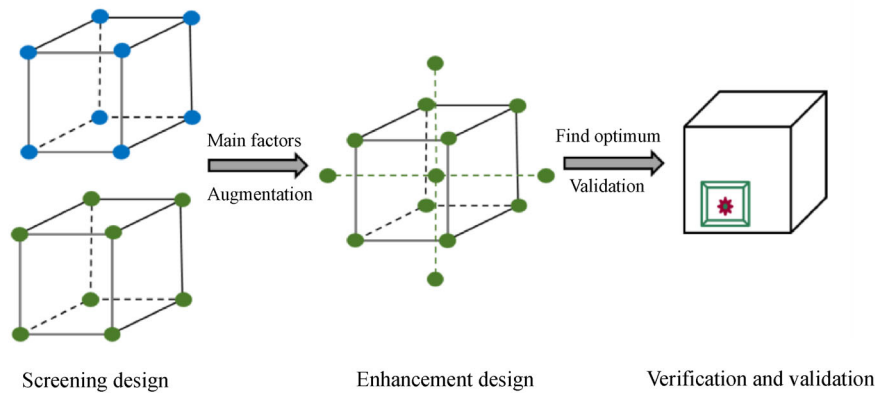 Main factors
Augmentation
Find optimum
Validation
Screening design
Enhancement design
Verification and validation